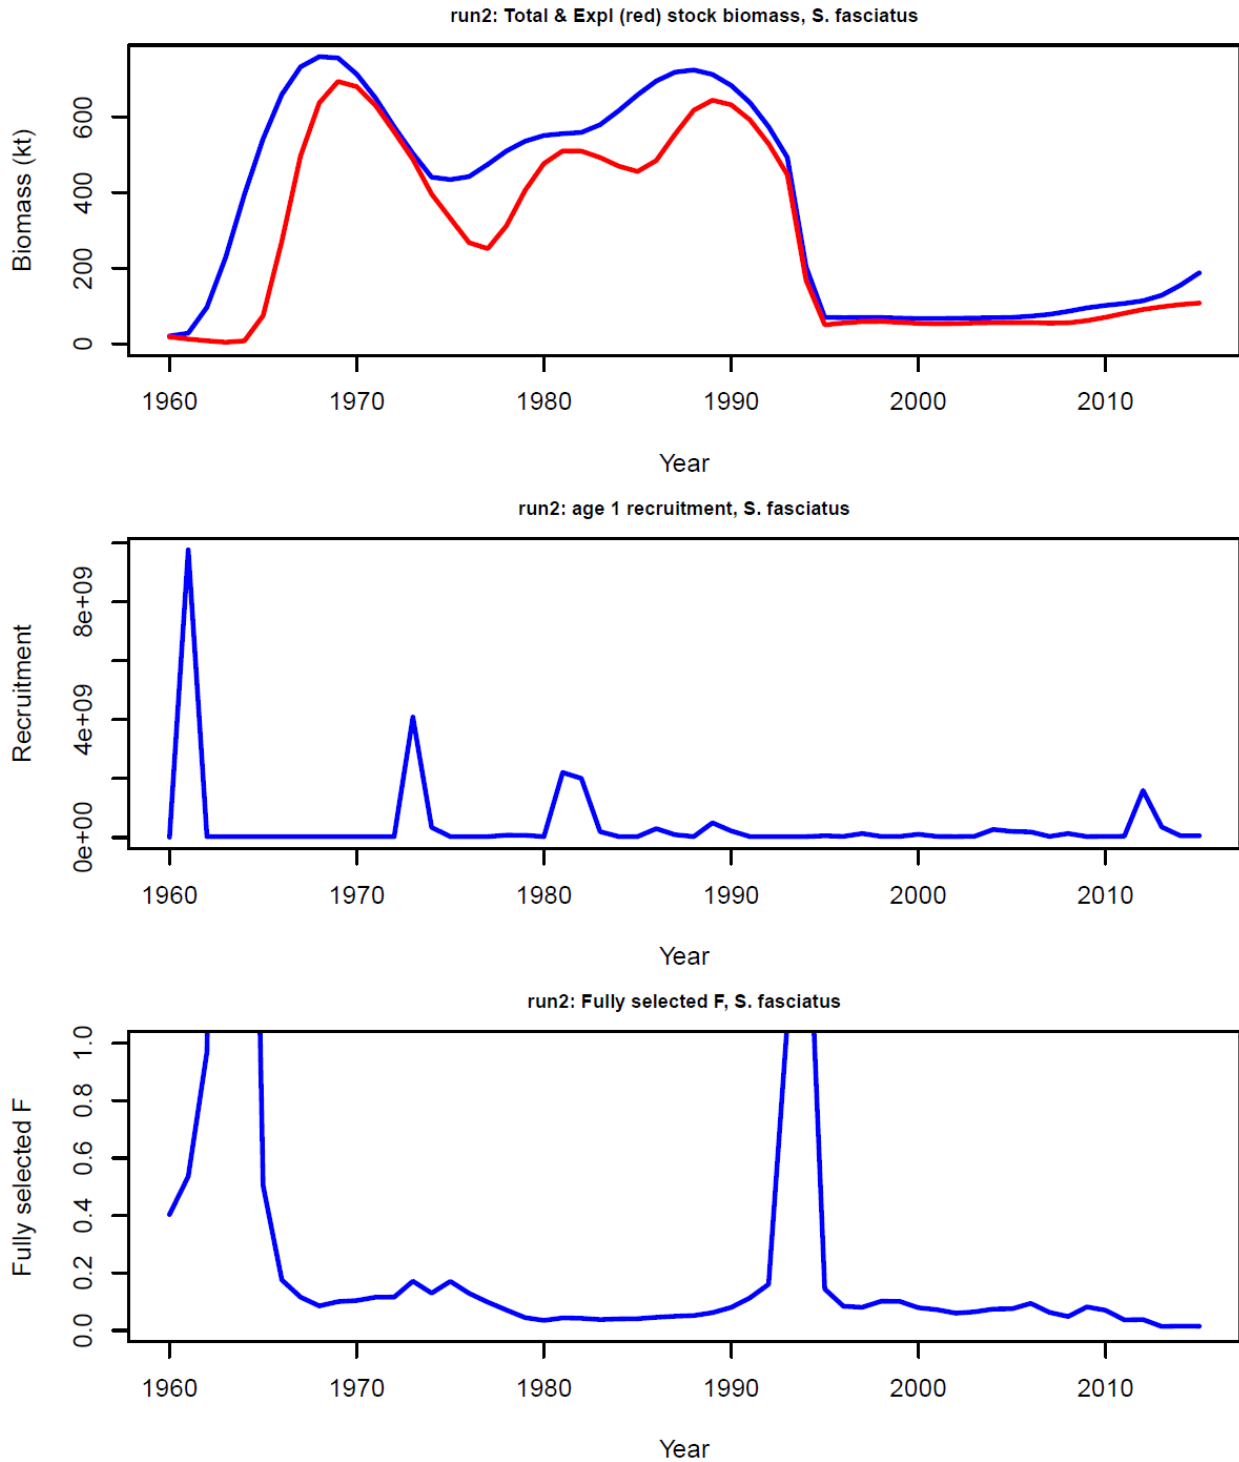 run2: Total & Expl (red) stock biomass, S. fasciatus
Biomass (kt)
600
400
200
0
1960 1970 1980 1990 2000 2010
Year
run2: age 1 recruitment, S. fasciatus
Recruitment
8e+09
4e+09
0e+00
1960 1970 1980 1990 2000 2010
Year
run2: Fully selected F, S. fasciatus
Fully selected F
1.0
0.8
0.6
0.4
0.2
0.0
1960 1970 1980 1990 2000 2010
Year